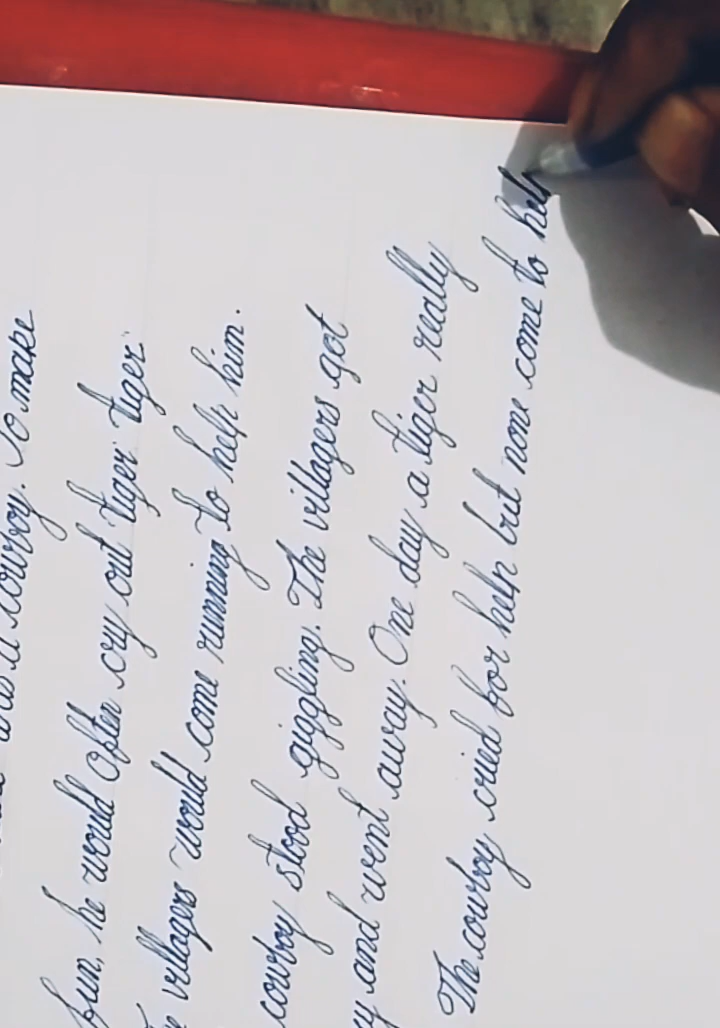 was a cowboy. To make
fun, he would often cry out "tiger tiger"
villagers would come running to help him.
cowboy stood giggling. The villagers got
and went away. One day a tiger really
The cowboy cried for help but none come to help